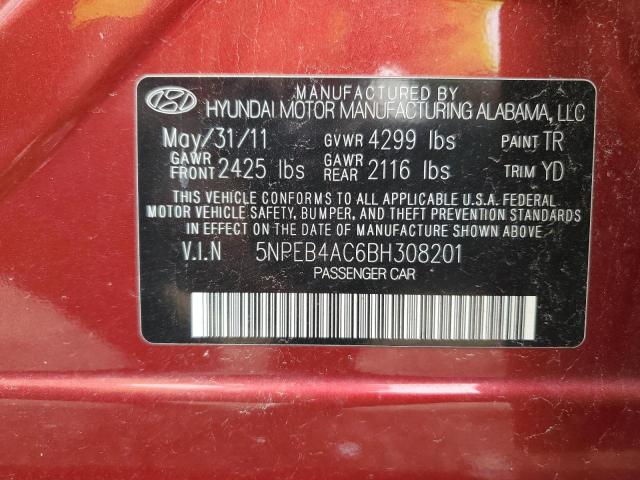 MANUFACTURED BY
HYUNDAI MOTOR MANUFACTURING ALABAMA, LLC
May/31/11 GVWR 4299 lbs PAINT TR
GAWR FRONT 2425 lbs GAWR REAR 2116 lbs TRIM YD
THIS VEHICLE CONFORMS TO ALL APPLICABLE U.S.A. FEDERAL
MOTOR VEHICLE SAFETY, BUMPER, AND THEFT PREVENTION STANDARDS
IN EFFECT ON THE DATE OF MANUFACTURE SHOWN ABOVE.
V.I.N 5NPEB4AC6BH308201
PASSENGER CAR